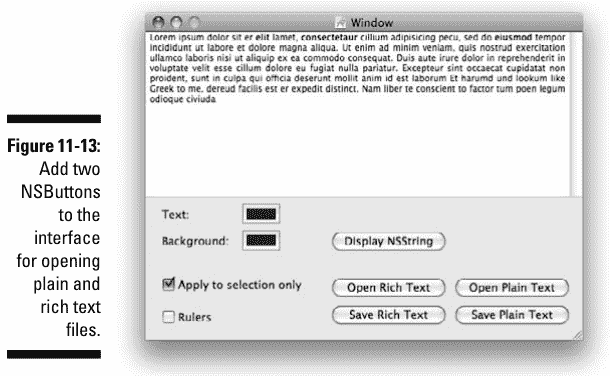 Figure 11-13:
Add two
NSButtons
to the
interface
for opening
plain and
rich text
files.
Window
Lorem ipsum dolor sit er elit lamet, consectetaur cillium adipisicing pecu, sed do eiusmod tempor
incididunt ut labore et dolore magna aliqua. Ut enim ad minim veniam, quis nostrud exercitation
ullamco laboris nisi ut aliquip ex ea commodo consequat. Duis aute irure dolor in reprehenderit in
voluptate velit esse cillum dolore eu fugiat nulla pariatur. Excepteur sint occaecat cupidatat non
proident, sunt in culpa qui officia deserunt mollit anim id est laborum Et harumd und lookum like
Greek to me, dereud facilis est er expedit distinct. Nam liber te conscient to factor tum poen legum
odioque civiuda
Text:
Background:
Display NSString
Apply to selection only
Open Rich Text
Open Plain Text
Rulers
Save Rich Text
Save Plain Text